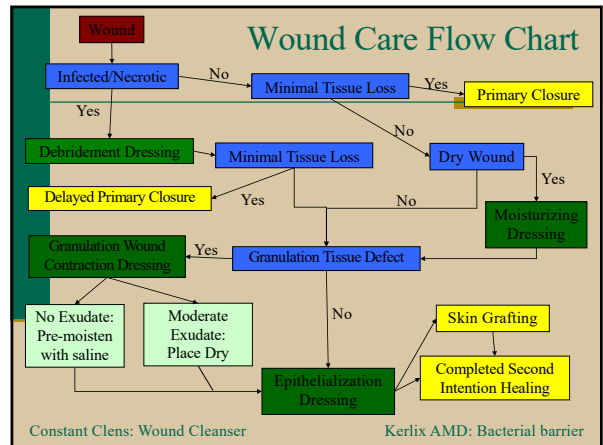 Wound Care Flow Chart
Wound
Infected/Necrotic
No
Minimal Tissue Loss
Yes
Primary Closure
Yes
No
Debridement Dressing
Minimal Tissue Loss
Dry Wound
Yes
Delayed Primary Closure
Yes
No
Moisturizing
Dressing
Granulation Wound
Contraction Dressing
Yes
Granulation Tissue Defect
No Exudate:
Pre-moisten
with saline
Moderate
Exudate:
Place Dry
No
Skin Grafting
Epithelialization
Dressing
Completed Second
Intention Healing
Constant Clens: Wound Cleanser
Kerlix AMD: Bacterial barrier